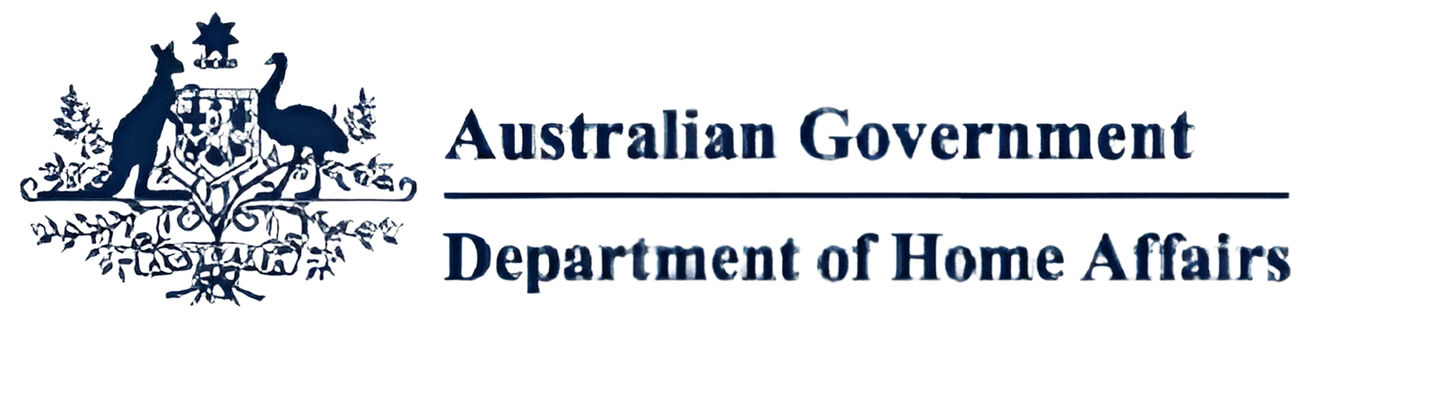 Australian Government
Department of Home Affairs